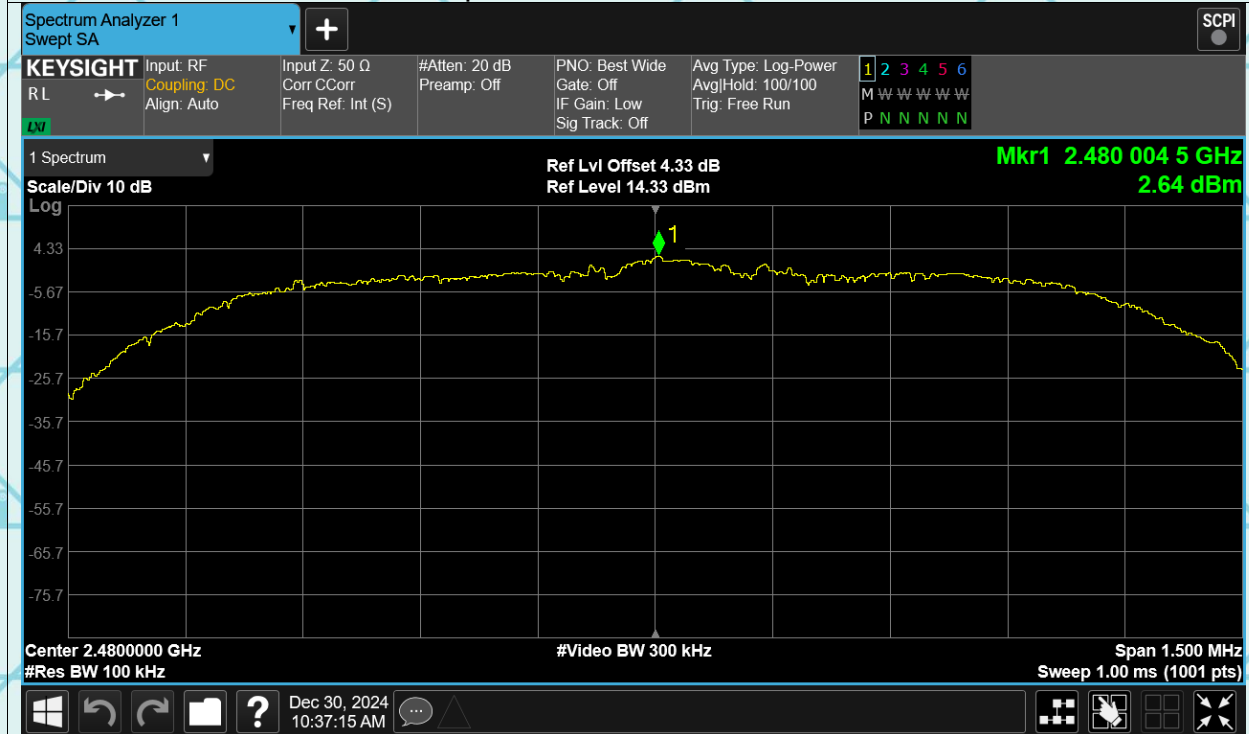 Spectrum Analyzer 1
Swept SA
+
SCPI
KEYSIGHT
R L
LXI
Input: RF
Coupling: DC
Align: Auto
Input Z: 50 Ω
Corr CCorr
Freq Ref: Int (S)
#Atten: 20 dB
Preamp: Off
PNO: Best Wide
Gate: Off
IF Gain: Low
Sig Track: Off
Avg Type: Log-Power
Avg|Hold: 100/100
Trig: Free Run
1 2 3 4 5 6
M W W W W W
P N N N N N
1 Spectrum
Scale/Div 10 dB
Log
Ref Lvl Offset 4.33 dB
Ref Level 14.33 dBm
Mkr1 2.480 004 5 GHz
2.64 dBm
1
4.33
-5.67
-15.7
-25.7
-35.7
-45.7
-55.7
-65.7
-75.7
Center 2.4800000 GHz
#Res BW 100 kHz
#Video BW 300 kHz
Span 1.500 MHz
Sweep 1.00 ms (1001 pts)
?
Dec 30, 2024
10:37:15 AM